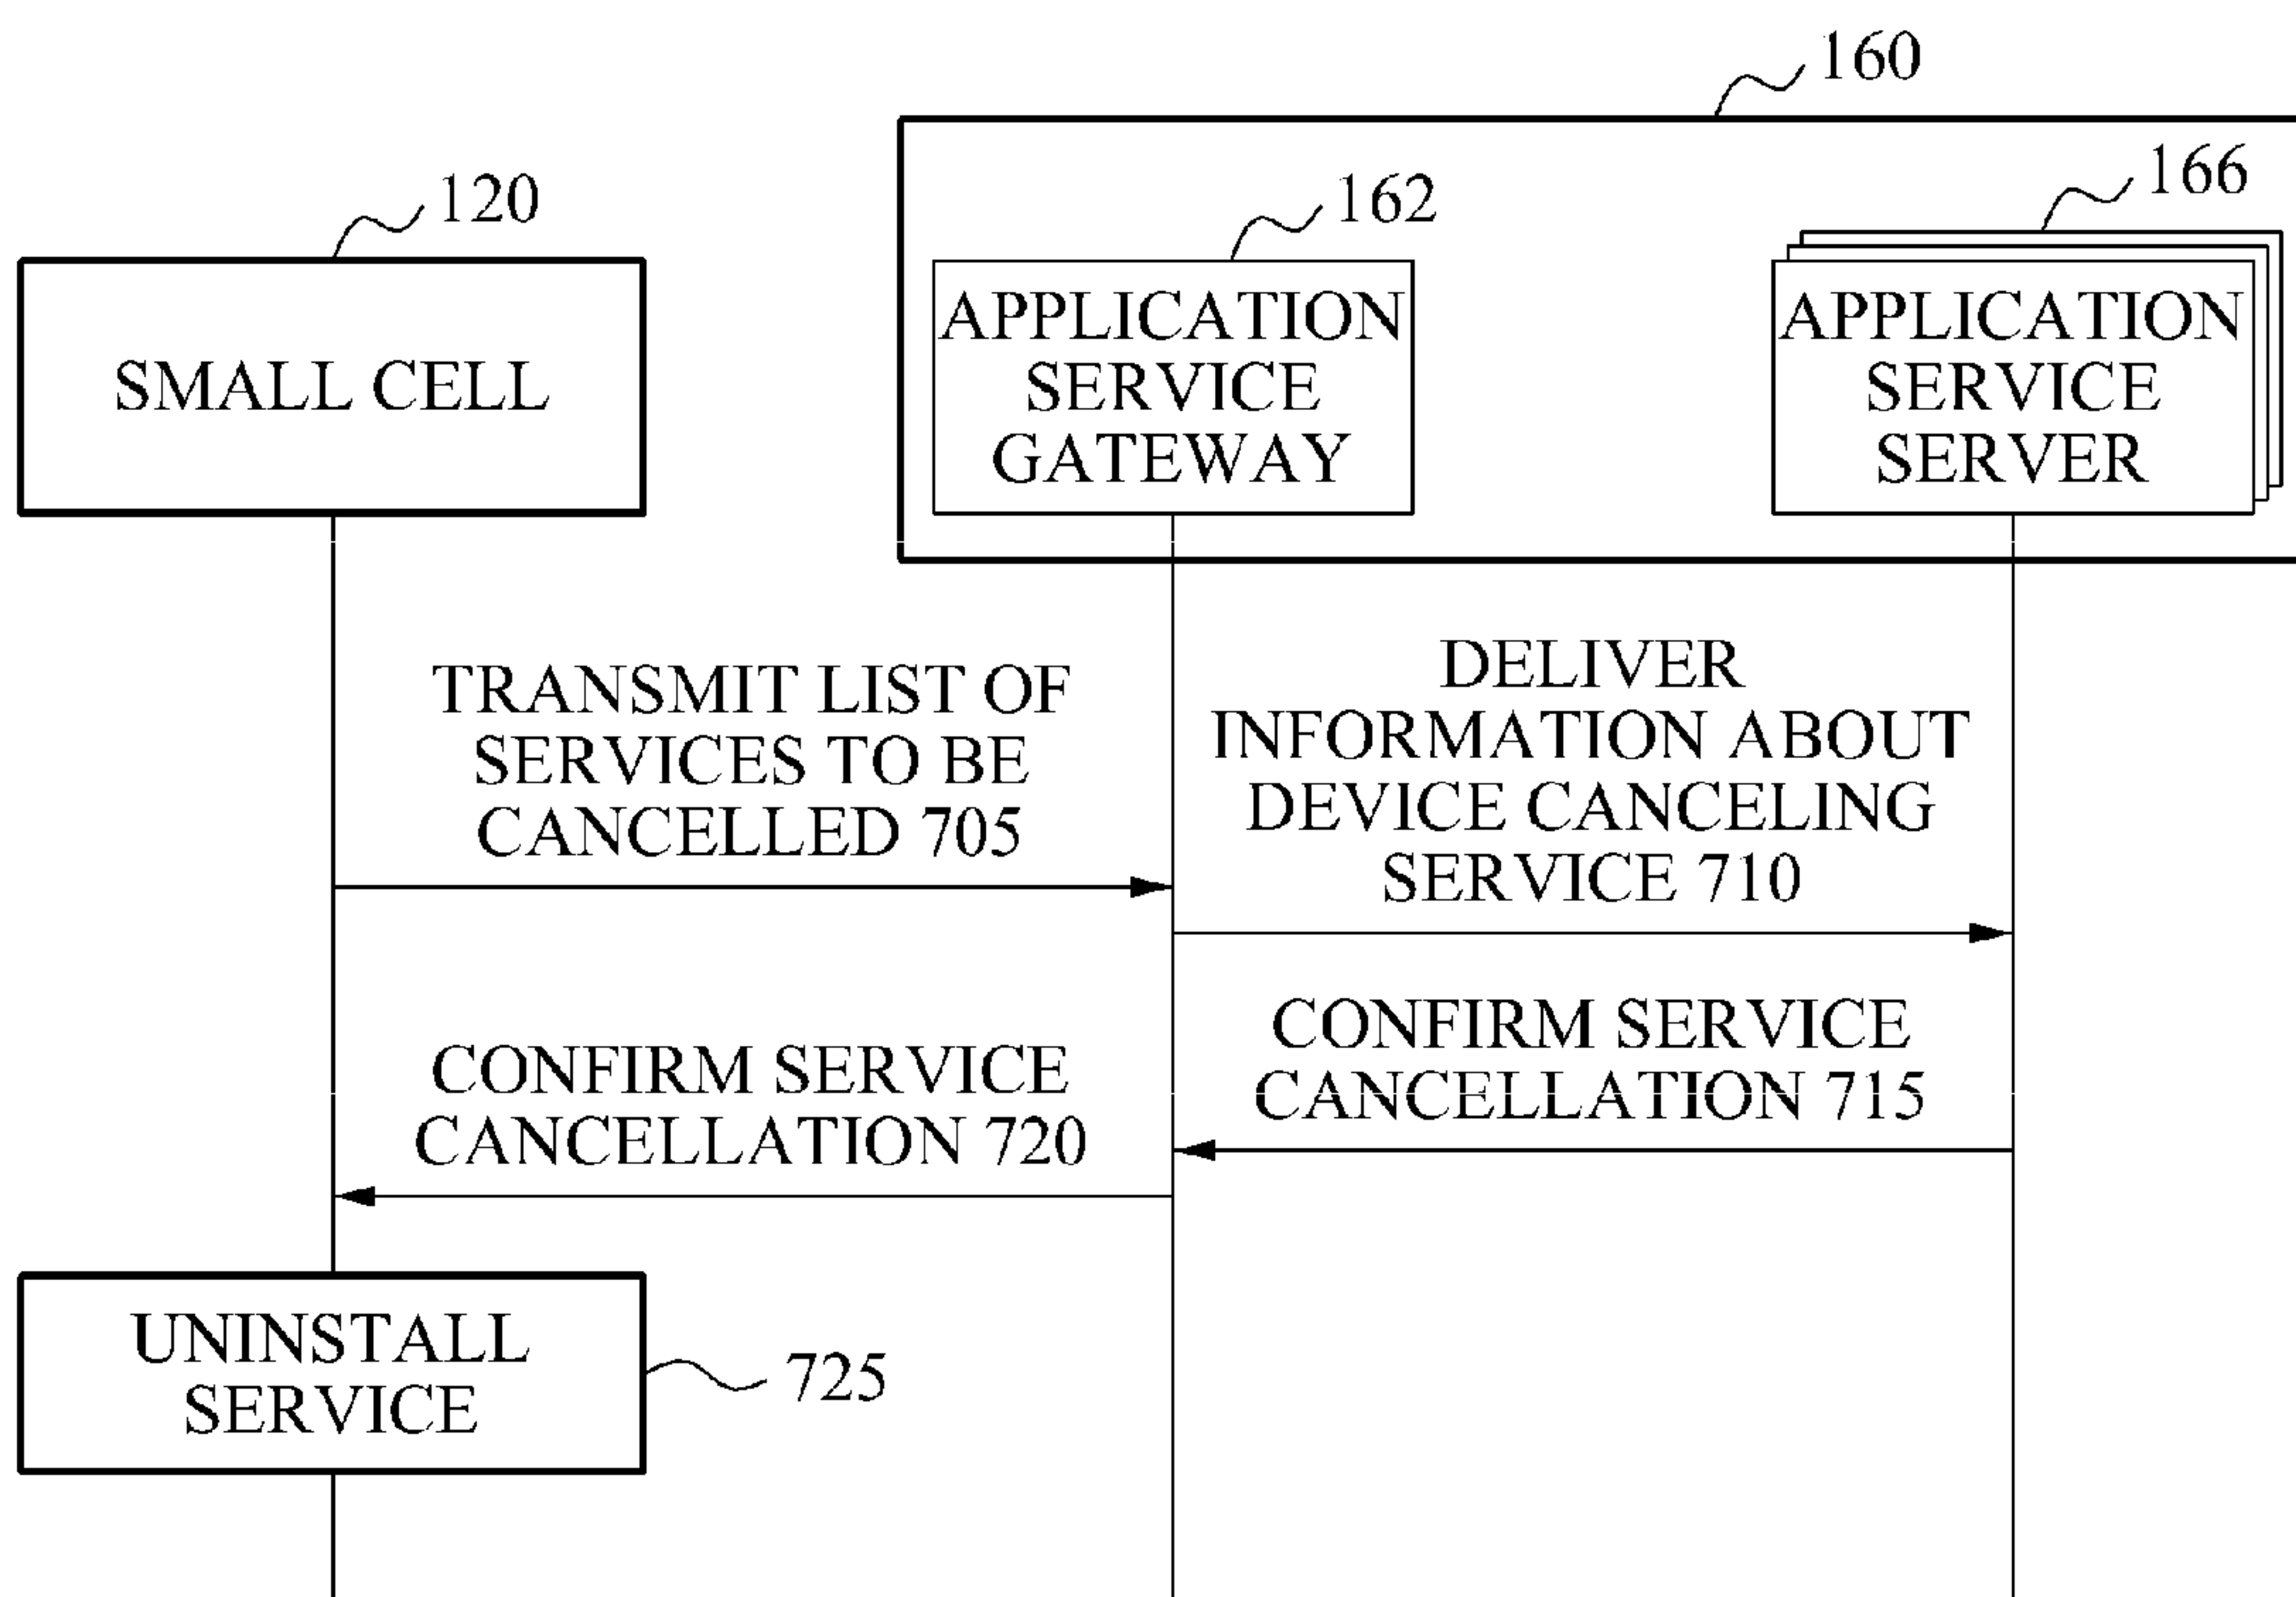 160
120
162
166
SMALL CELL
APPLICATION
SERVICE
GATEWAY
APPLICATION
SERVICE
SERVER
TRANSMIT LIST OF
SERVICES TO BE
CANCELLED 705
DELIVER
INFORMATION ABOUT
DEVICE CANCELING
SERVICE 710
CONFIRM SERVICE
CANCELLATION 715
CONFIRM SERVICE
CANCELLATION 720
UNINSTALL
SERVICE
725